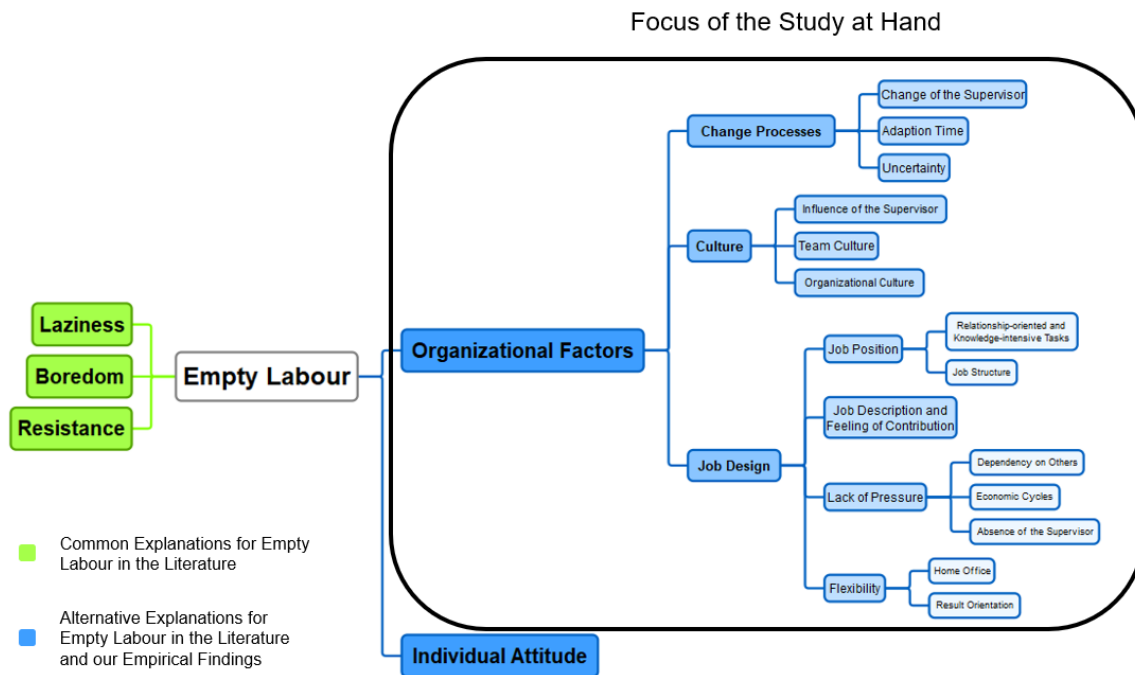 Focus of the Study at Hand
Change of the Supervisor
Change Processes
Adaption Time
Uncertainty
Influence of the Supervisor
Culture
Team Culture
Organizational Culture
Laziness
Boredom
Resistance
Empty Labour
Organizational Factors
Relationship-oriented and
Knowledge-intensive Tasks
Job Position
Job Structure
Job Description and
Feeling of Contribution
Job Design
Dependency on Others
Lack of Pressure
Economic Cycles
Absence of the Supervisor
Home Office
Flexibility
Result Orientation
Individual Attitude
Common Explanations for Empty
Labour in the Literature
Alternative Explanations for
Empty Labour in the Literature
and our Empirical Findings